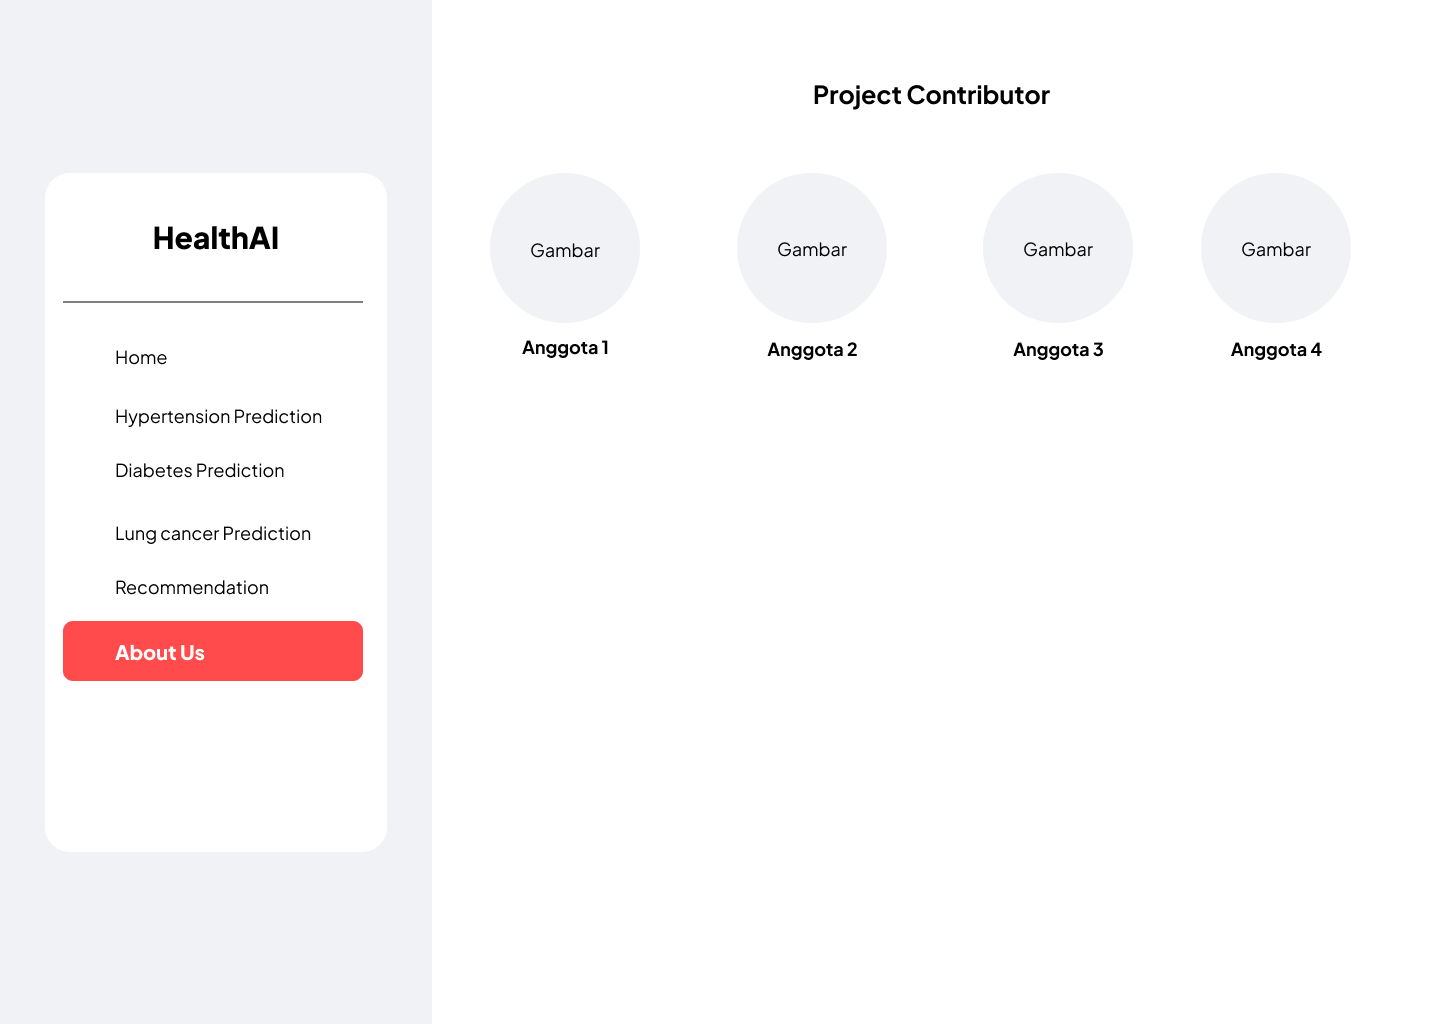 HealthAI
Home
Hypertension Prediction
Diabetes Prediction
Lung cancer Prediction
Recommendation
About Us
Project Contributor
Gambar
Gambar
Gambar
Gambar
Anggota 1
Anggota 2
Anggota 3
Anggota 4